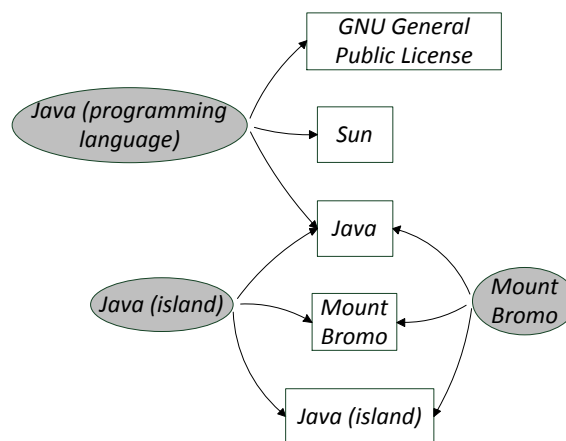 GNU General
Public License
Java (programming
language)
Sun
Java
Java (island)
Mount
Bromo
Mount
Bromo
Java (island)